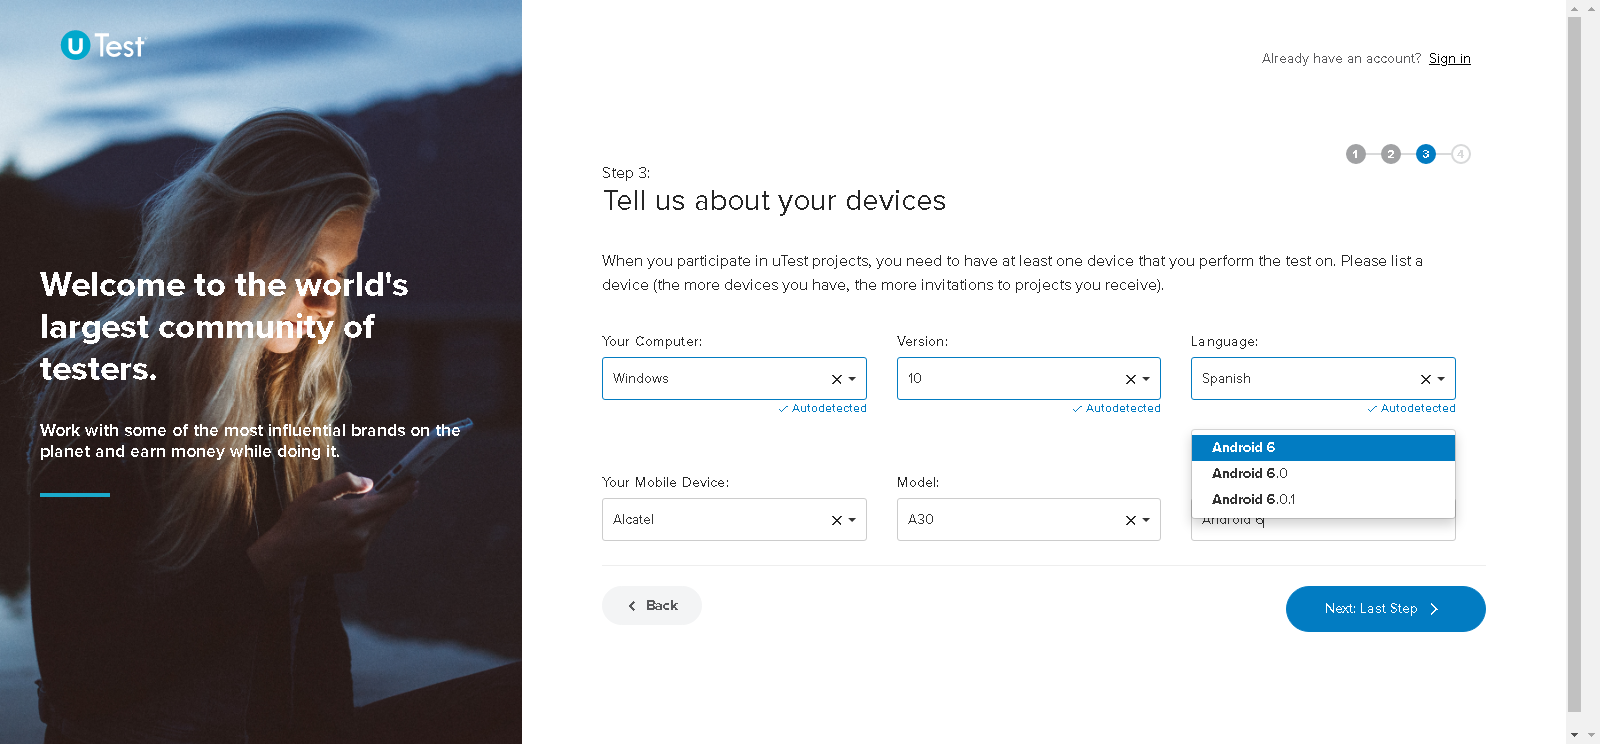 u Test
Already have an account? Sign in
1 2 3 4
Step 3:
Tell us about your devices
Welcome to the world's
largest community of
testers.
Work with some of the most influential brands on the
planet and earn money while doing it.
When you participate in uTest projects, you need to have at least one device that you perform the test on. Please list a
device (the more devices you have, the more invitations to projects you receive).
Your Computer: Version: Language:
Windows 10 Spanish
Autodetected Autodetected Autodetected
Android 6
Android 6.0
Android 6.0.1
Your Mobile Device: Model:
Alcatel A30 Android 6
Back
Next: Last Step